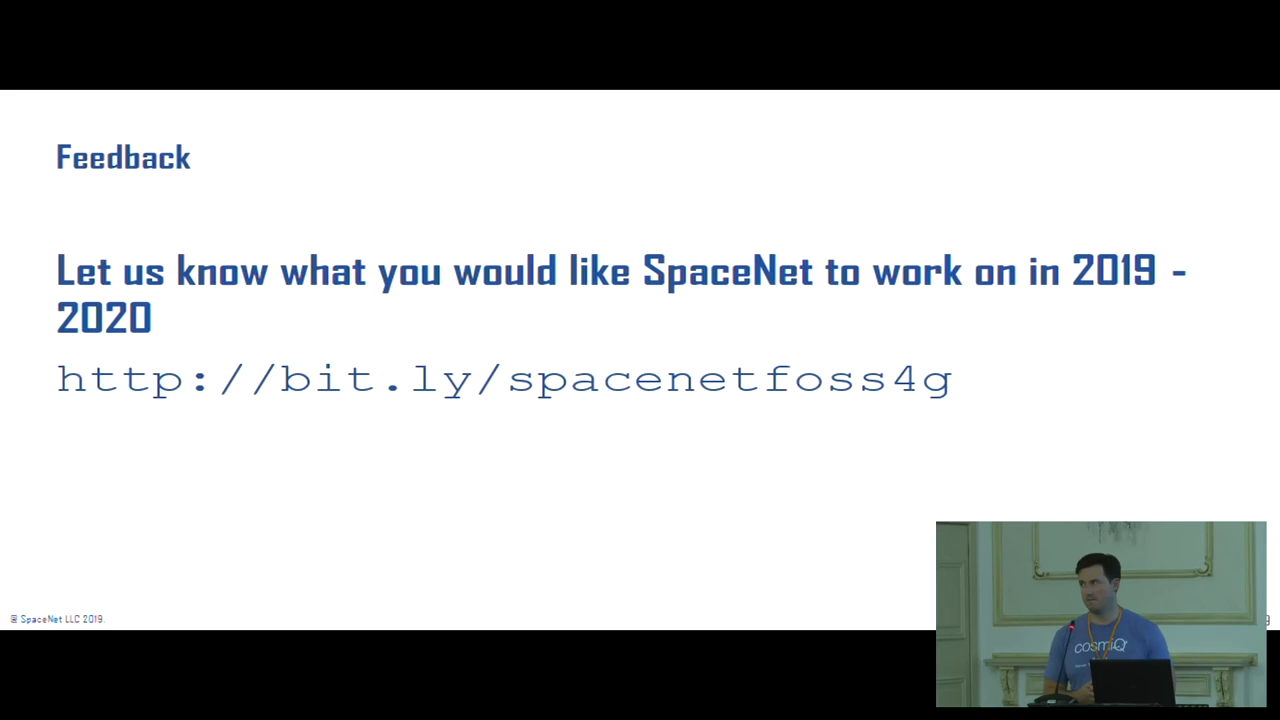 Feedback
Let us know what you would like SpaceNet to work on in 2019 -
2020
http://bit.ly/spacenetfoss4g
@ SpaceNet LLC 2019.
cosmiQ